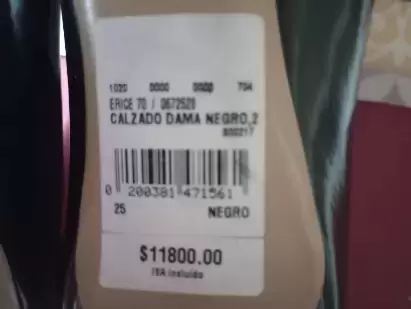 1020 0000 0000 704
ERICE 70 / 0672528
CALZADO DAMA NEGRO,2
800217
0 200381 471561
25 NEGRO
$11800.00
IVA Incluido